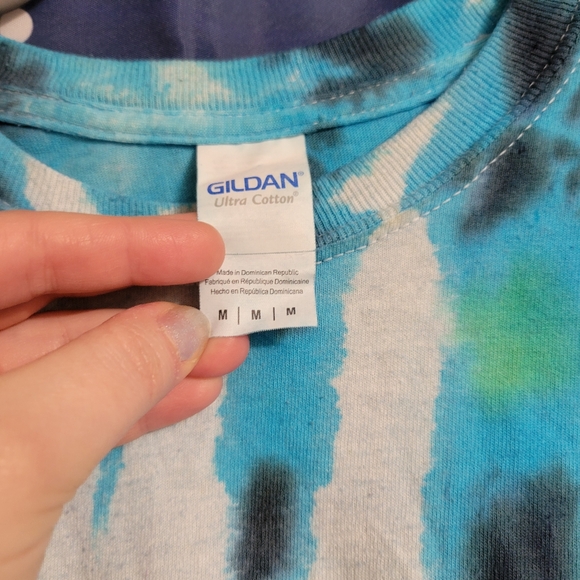 GILDAN®
Ultra Cotton®
Made in Dominican Republic
Fabriqué en République Dominicaine
Hecho en República Dominicana
M | M | M